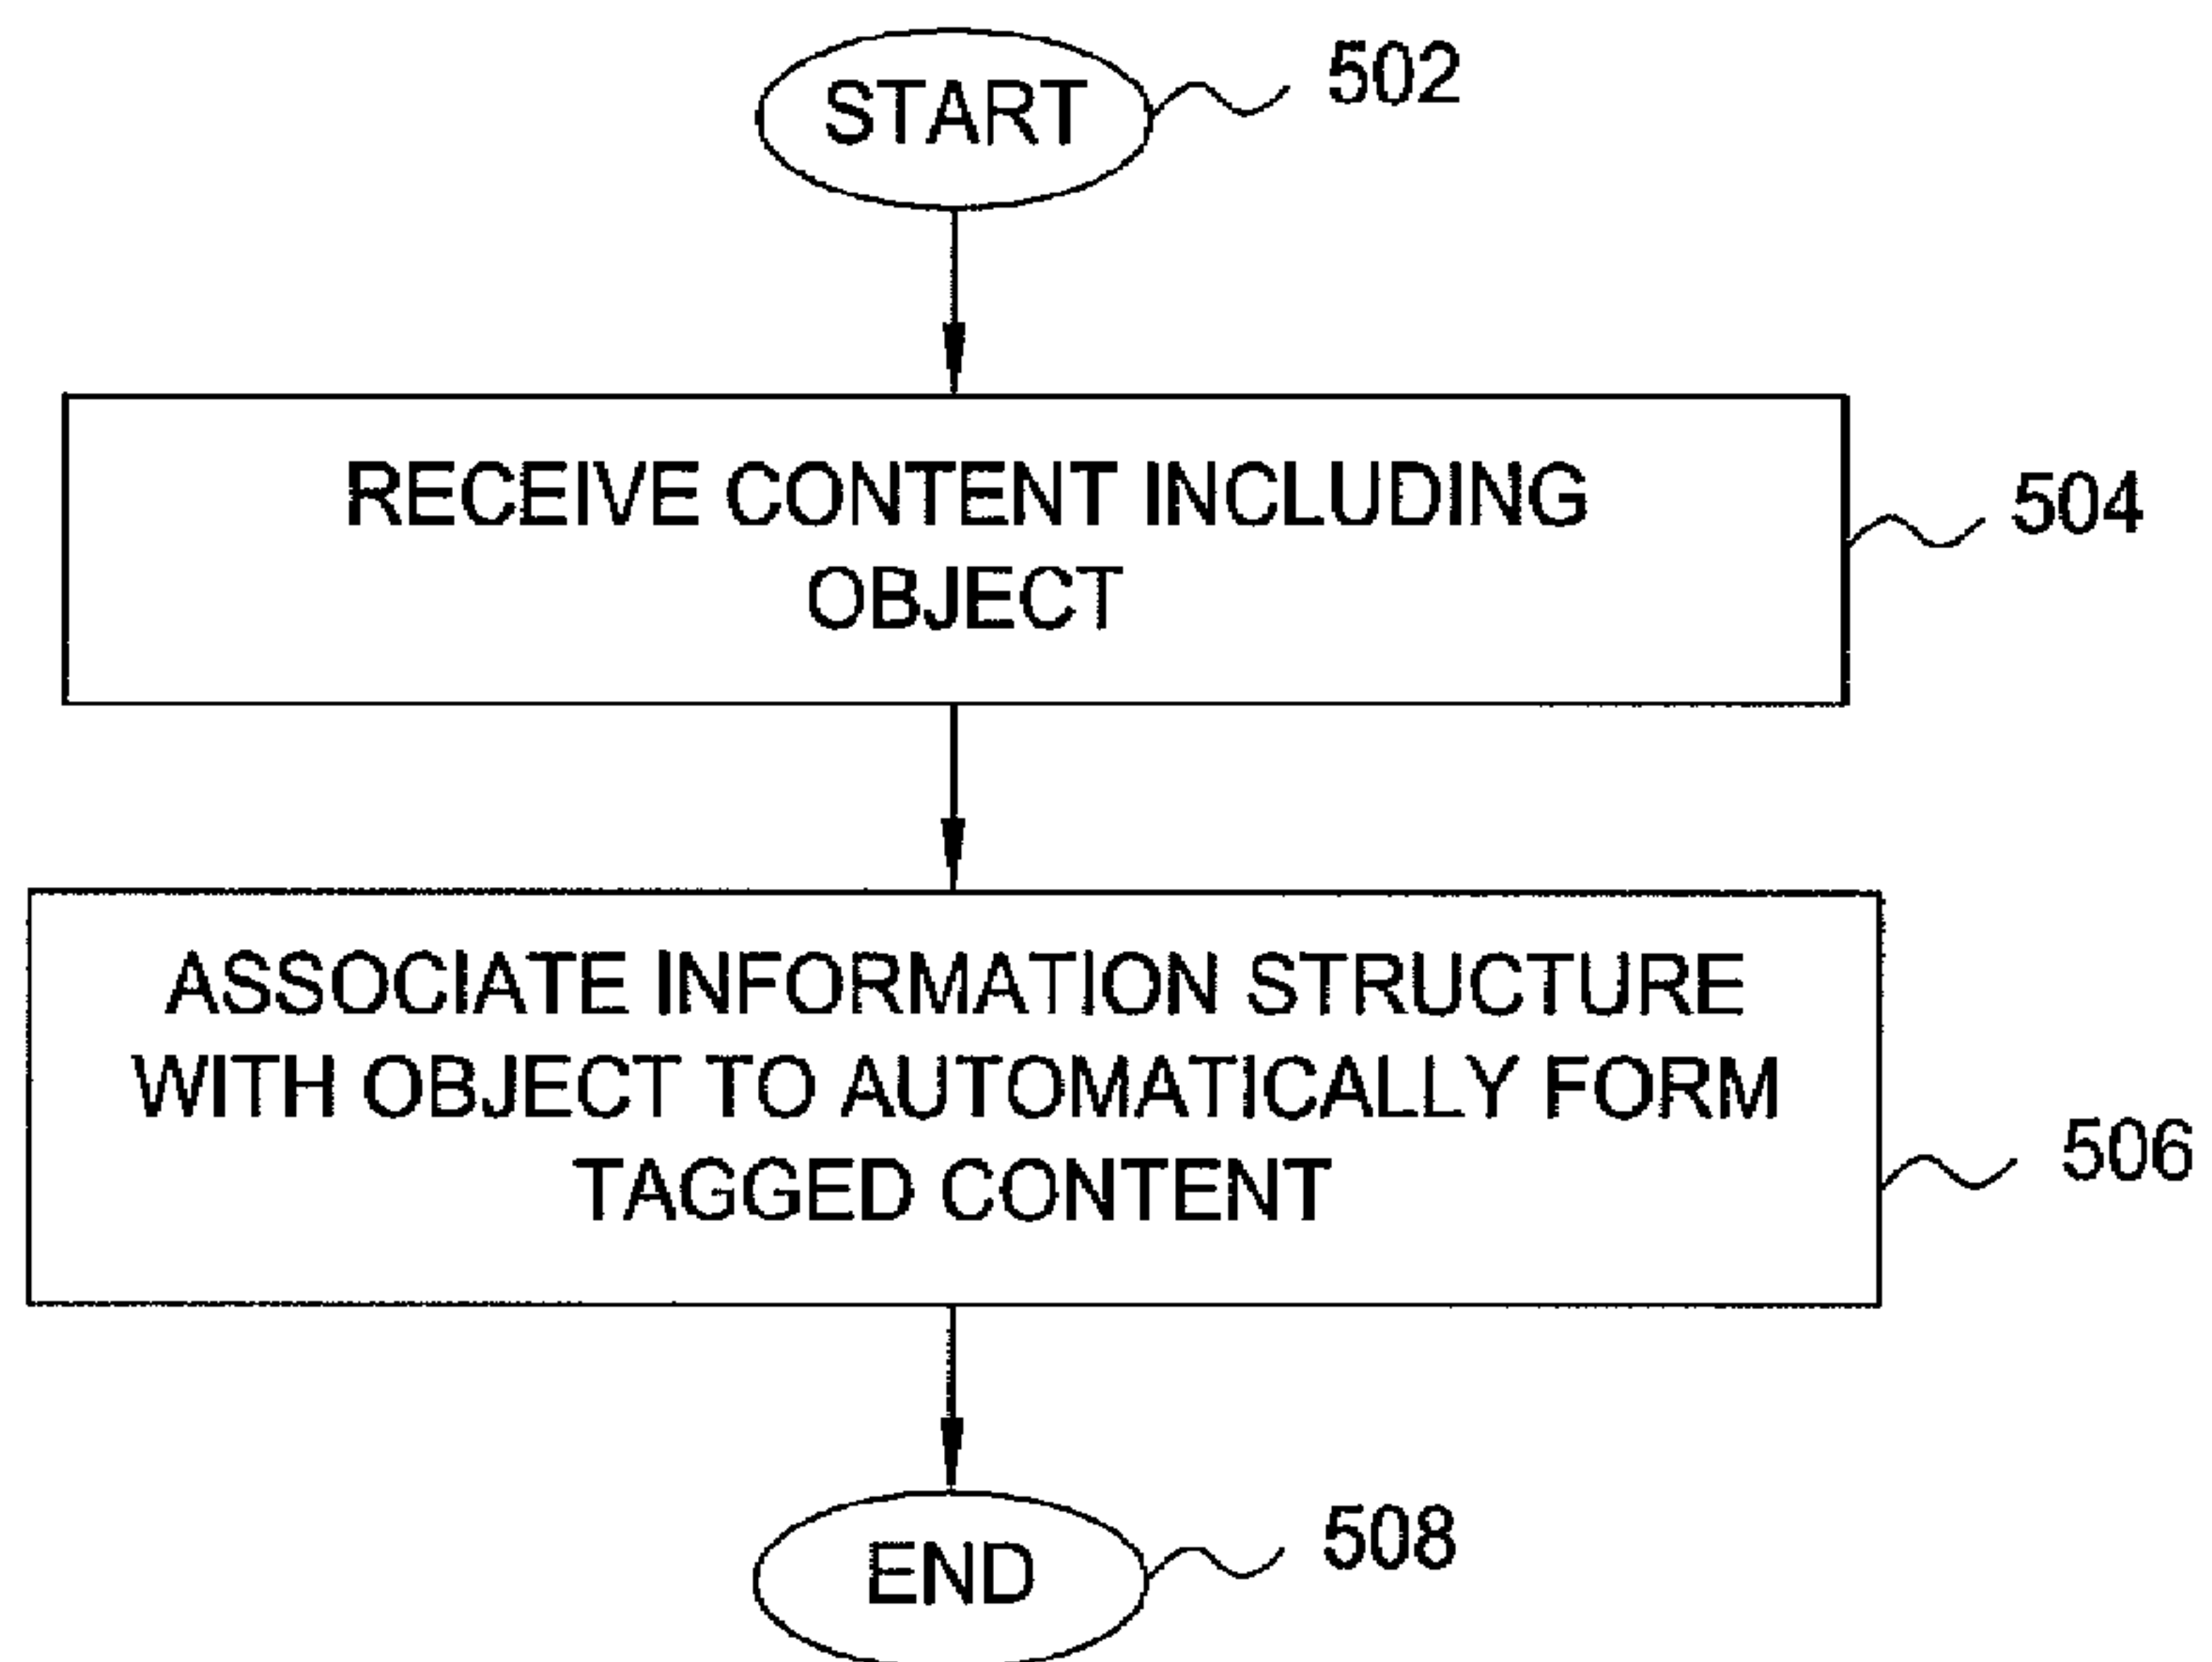 START
502
RECEIVE CONTENT INCLUDING
OBJECT
504
ASSOCIATE INFORMATION STRUCTURE
WITH OBJECT TO AUTOMATICALLY FORM
TAGGED CONTENT
506
END
508